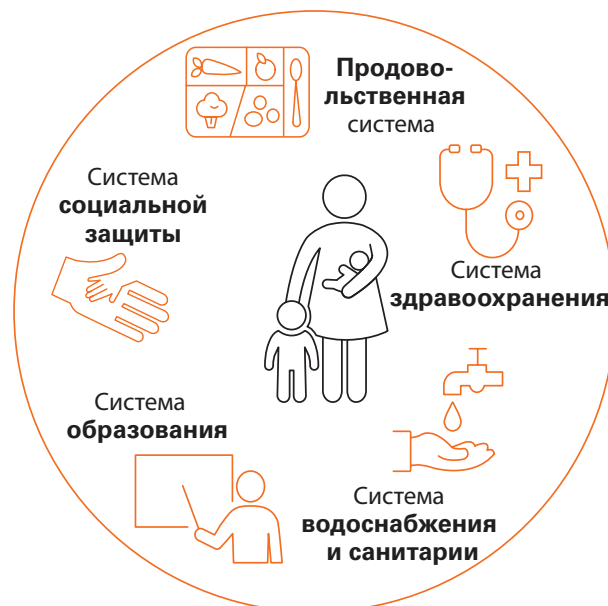 Продово-
льственная
система
Система
социальной
защиты
Система
здравоохранения
Система
образования
Система
водоснабжения
и санитарии